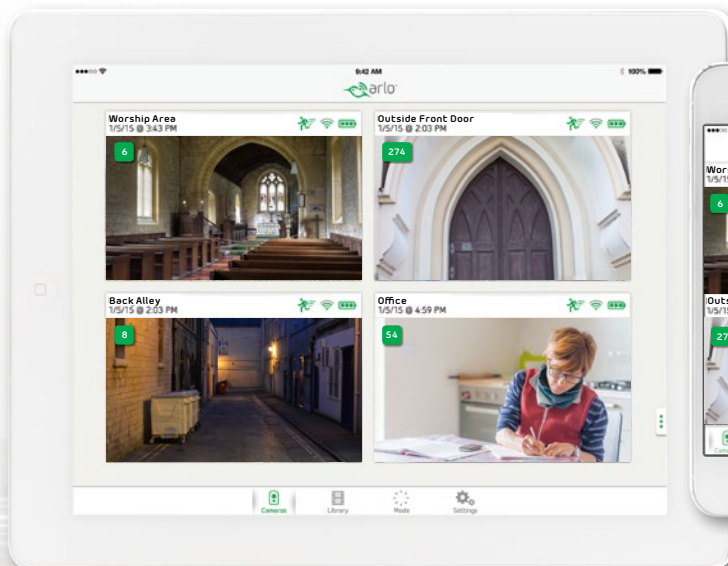 9:42 AM
100%
arlo
Worship Area
1/5/15 @ 3:43 PM
6
Outside Front Door
1/5/15 @ 2:03 PM
274
Back Alley
1/5/15 @ 2:03 PM
8
Office
1/5/15 @ 4:59 PM
54
Cameras
Library
Mode
Settings
Wor
1/5/1
6
Outs
1/5/1
27
Cam